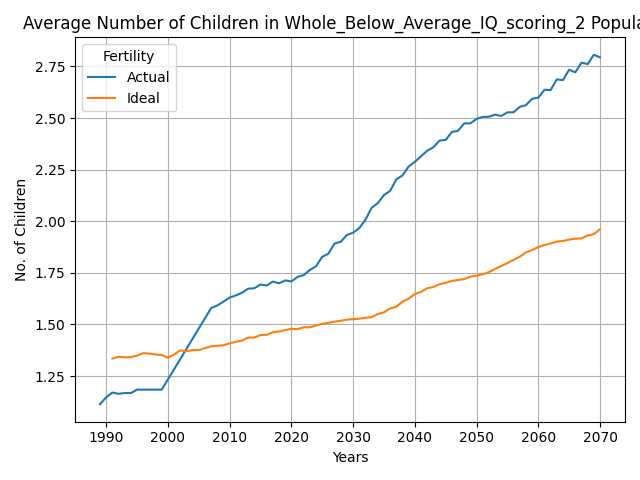 Average Number of Children in Whole_Below_Average_IQ_scoring_2 Popula
Fertility
Actual
Ideal
2.75
2.50
2.25
2.00
1.75
1.50
1.25
No. of Children
1990 2000 2010 2020 2030 2040 2050 2060 2070
Years